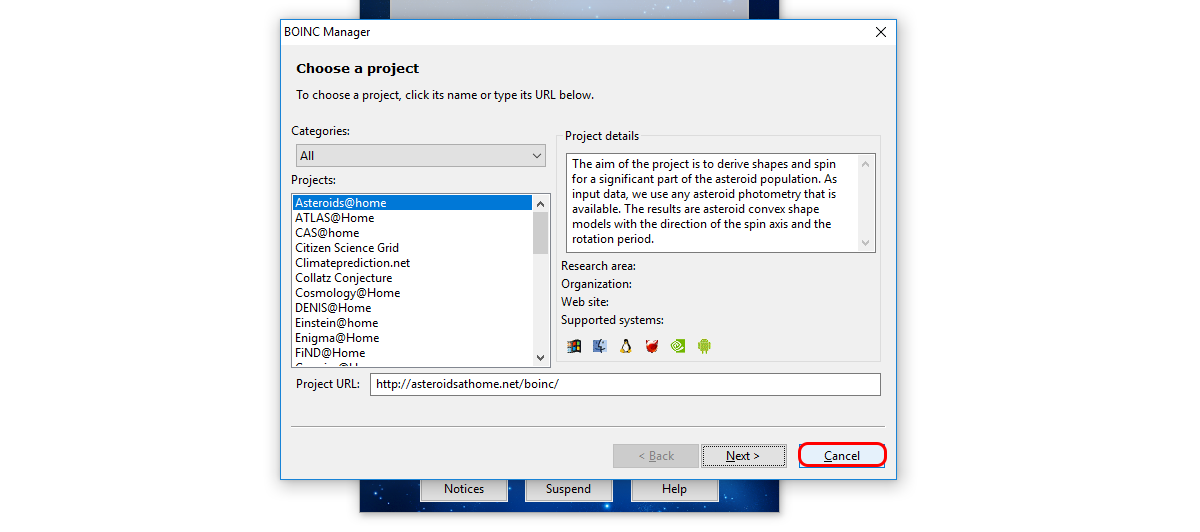 BOINC Manager
Choose a project
To choose a project, click its name or type its URL below.
Categories:
All
Projects:
Asteroids@home
ATLAS@Home
CAS@home
Citizen Science Grid
Climateprediction.net
Collatz Conjecture
Cosmology@Home
DENIS@Home
Einstein@home
Enigma@Home
FiND@Home
Project details
The aim of the project is to derive shapes and spin
for a significant part of the asteroid population. As
input data, we use any asteroid photometry that is
available. The results are asteroid convex shape
models with the direction of the spin axis and the
rotation period.
Research area:
Organization:
Web site:
Supported systems:
Project URL: http://asteroidsathome.net/boinc/
< Back Next > Cancel
Notices Suspend Help